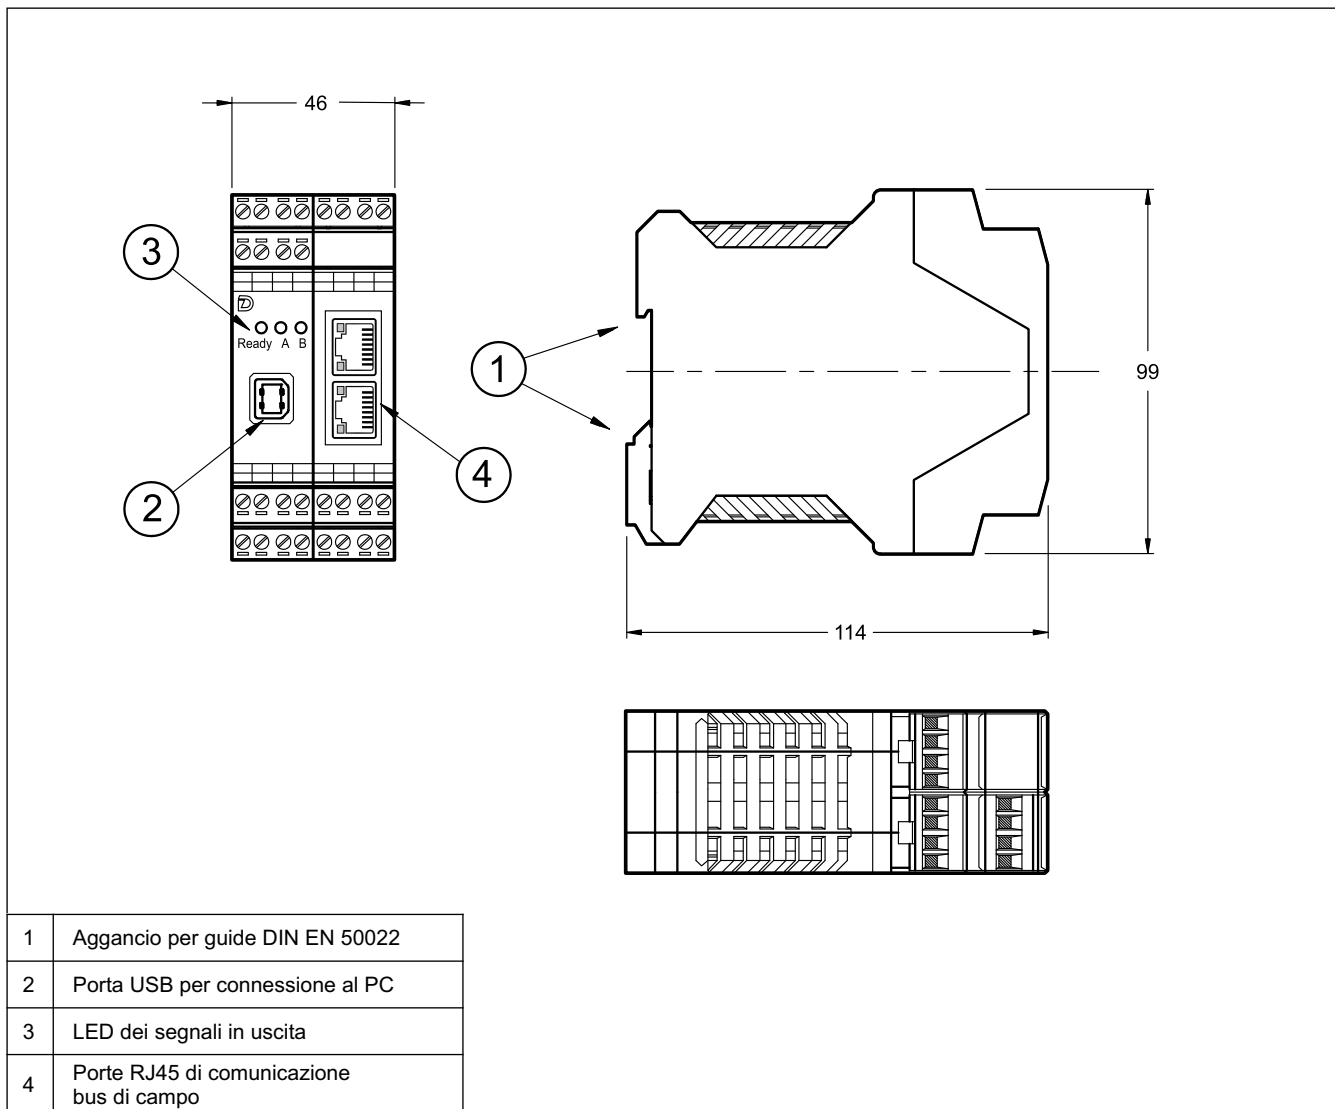 46
3
Ready A B
1
99
4
2
114
1 Aggancio per guide DIN EN 50022
2 Porta USB per connessione al PC
3 LED dei segnali in uscita
4 Porte RJ45 di comunicazione
bus di campo